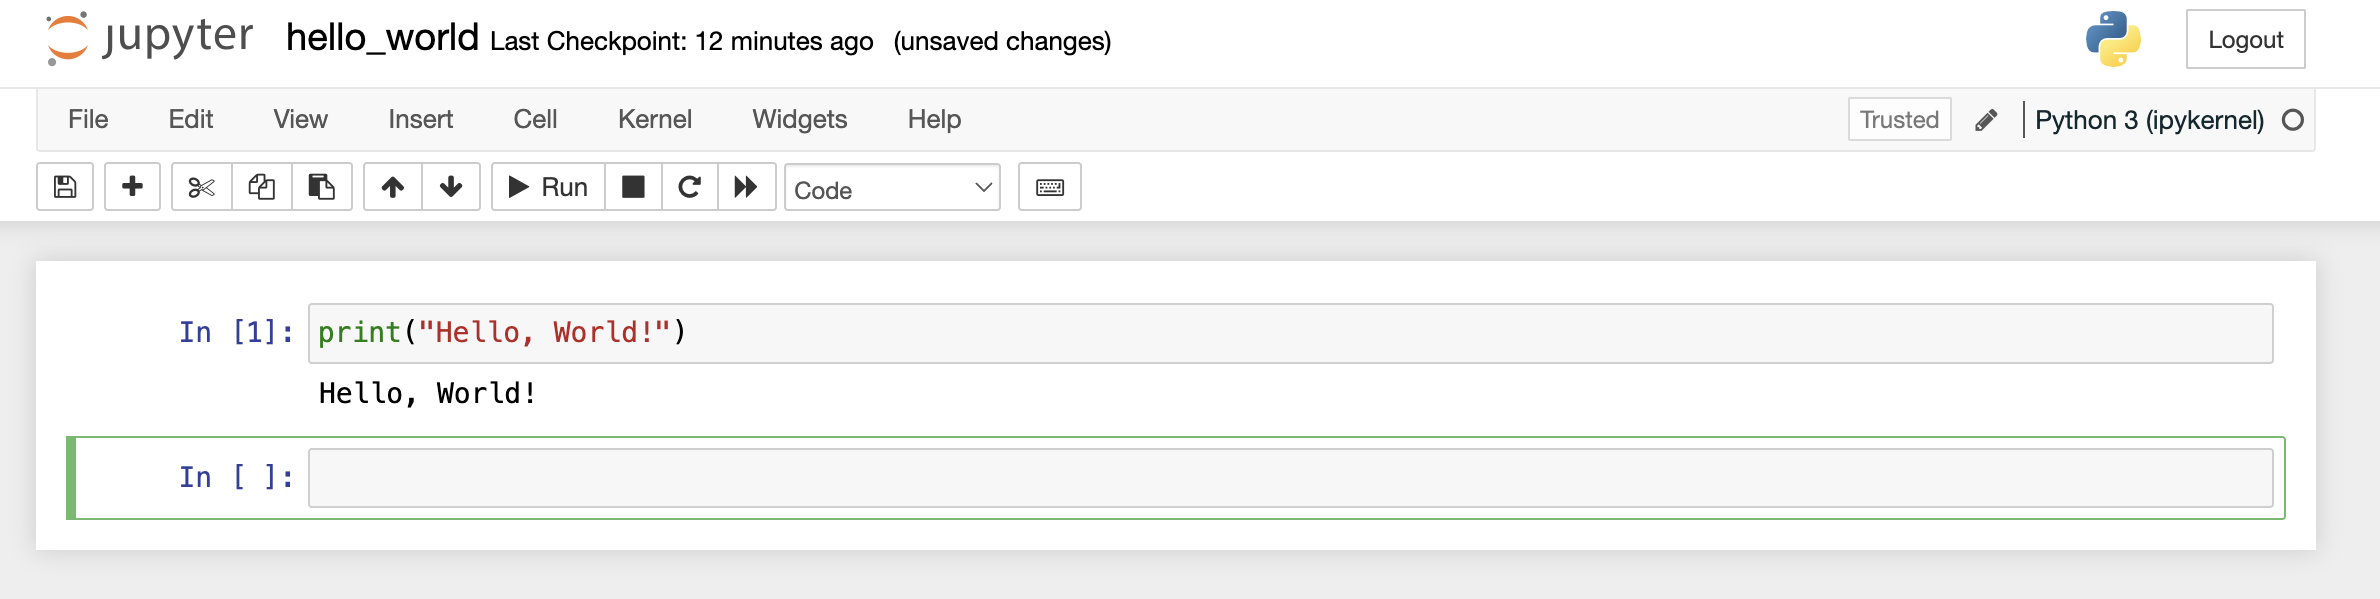 jupyter hello_world Last Checkpoint: 12 minutes ago (unsaved changes) Logout
File Edit View Insert Cell Kernel Widgets Help Trusted Python 3 (ipykernel)
Run Code
In [1]: print("Hello, World!")
Hello, World!
In [ ]: